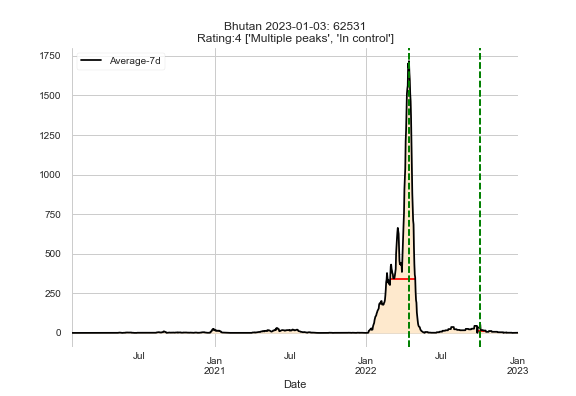 Bhutan 2023-01-03: 62531
Rating:4 ['Multiple peaks', 'In control']
Average-7d
1750
1500
1250
1000
750
500
250
0
Jul
Jan
2021
Jul
Jan
2022
Jul
Jan
2023
Date